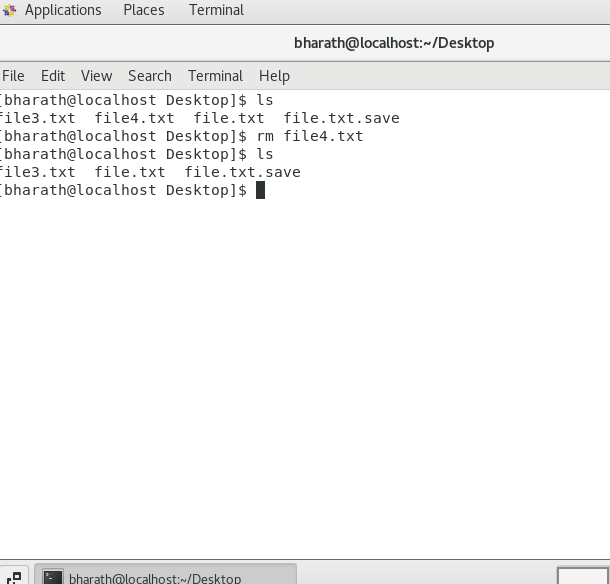 Applications Places Terminal
bharath@localhost:~/Desktop
File Edit View Search Terminal Help
[bharath@localhost Desktop]$ ls
file3.txt  file4.txt  file.txt  file.txt.save
[bharath@localhost Desktop]$ rm file4.txt
[bharath@localhost Desktop]$ ls
file3.txt  file.txt  file.txt.save
[bharath@localhost Desktop]$
bharath@localhost:~/Desktop